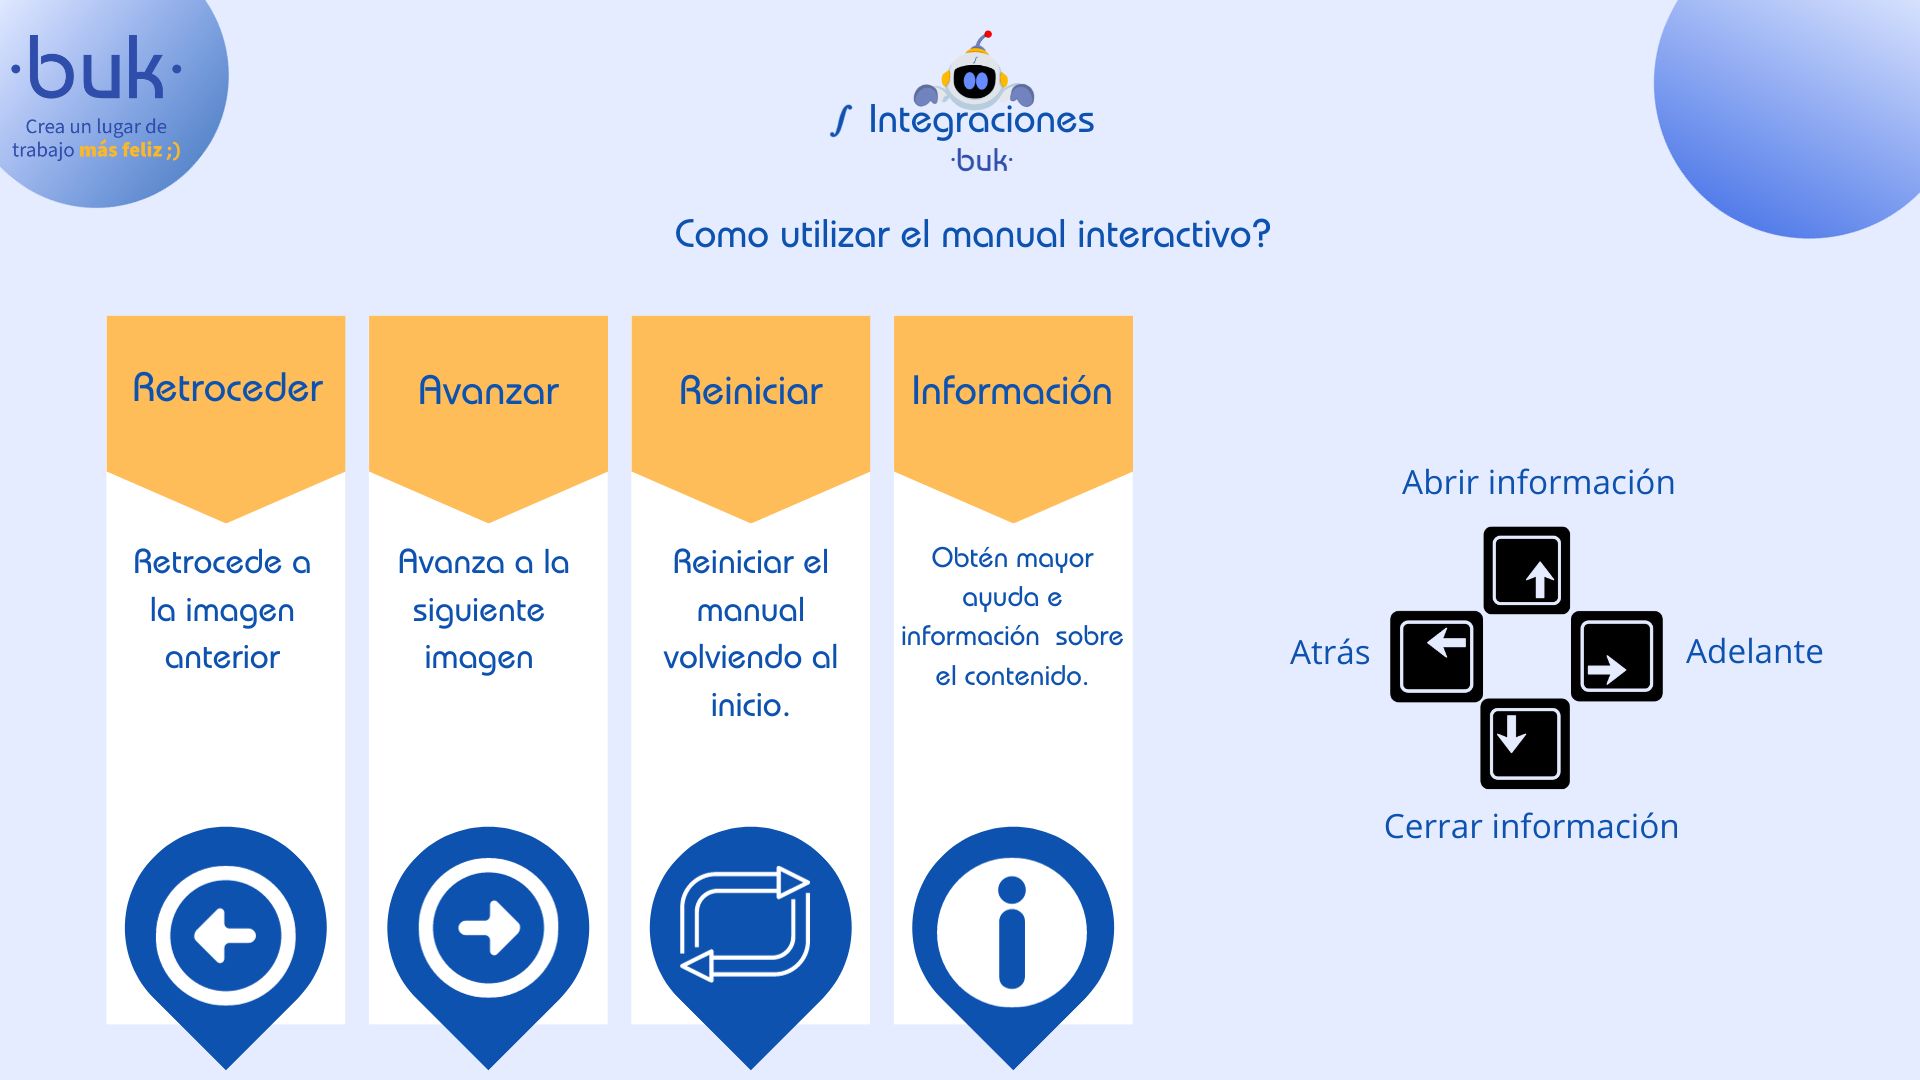 ·buk·
Crea un lugar de
trabajo más feliz ;)
∫ Integraciones
·buk·
Como utilizar el manual interactivo?
Retroceder
Retrocede a
la imagen
anterior
Avanzar
Avanza a la
siguiente
imagen
Reiniciar
Reiniciar el
manual
volviendo al
inicio.
Información
Obtén mayor
ayuda e
información sobre
el contenido.
Abrir información
Atrás
Adelante
Cerrar información